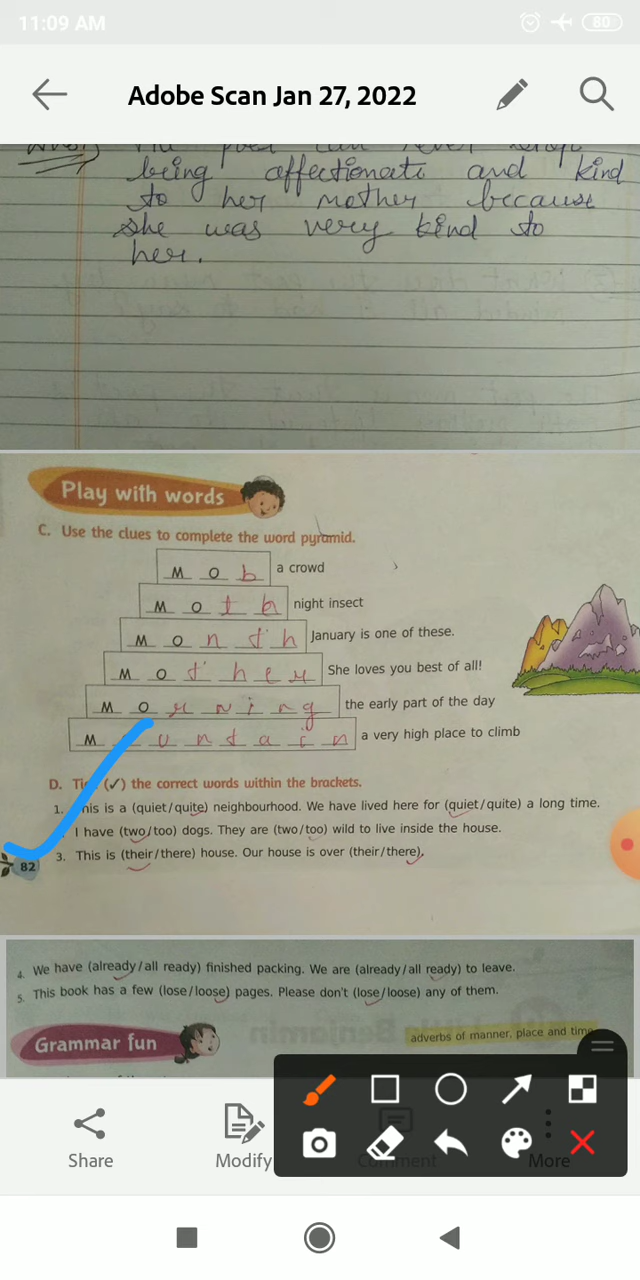 11:09 AM
80
Adobe Scan Jan 27, 2022
being affectionate and kind
to her mother because
she was very kind to
her.
Play with words
C. Use the clues to complete the word pyramid.
M O b a crowd
M O t h night insect
M O n t h January is one of these.
M O t h e r She loves you best of all!
M O r n i n g the early part of the day
M u n t a i n a very high place to climb
D. (✓) the correct words within the brackets.
1. This is a (quiet/quite) neighbourhood. We have lived here for (quiet/quite) a long time.
I have (two/too) dogs. They are (two/too) wild to live inside the house.
3. This is (their/there) house. Our house is over (their/there).
82
4. We have (already/all ready) finished packing. We are (already/all ready) to leave.
5. This book has a few (lose/loose) pages. Please don't (lose/loose) any of them.
Grammar fun
adverbs of manner, place and time
Share Modify Comment More